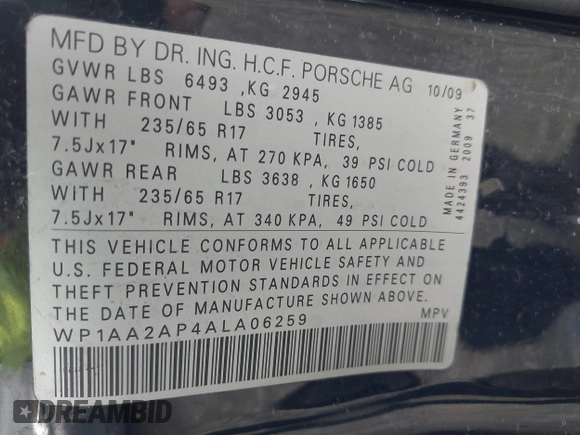 MFD BY DR. ING. H.C.F. PORSCHE AG 10/09
GVWR LBS 6493 ,KG 2945
GAWR FRONT LBS 3053 ,KG 1385
WITH 235/65 R17 TIRES,
7.5Jx17" RIMS, AT 270 KPA, 39 PSI COLD
GAWR REAR LBS 3638 ,KG 1650
WITH 235/65 R17 TIRES,
7.5Jx17" RIMS, AT 340 KPA, 49 PSI COLD
THIS VEHICLE CONFORMS TO ALL APPLICABLE
U.S. FEDERAL MOTOR VEHICLE SAFETY AND
THEFT PREVENTION STANDARDS IN EFFECT ON
THE DATE OF MANUFACTURE SHOWN ABOVE.
WP1AA2AP4ALA06259 MPV
MADE IN GERMANY
4424393 2009 37
DREAMBID